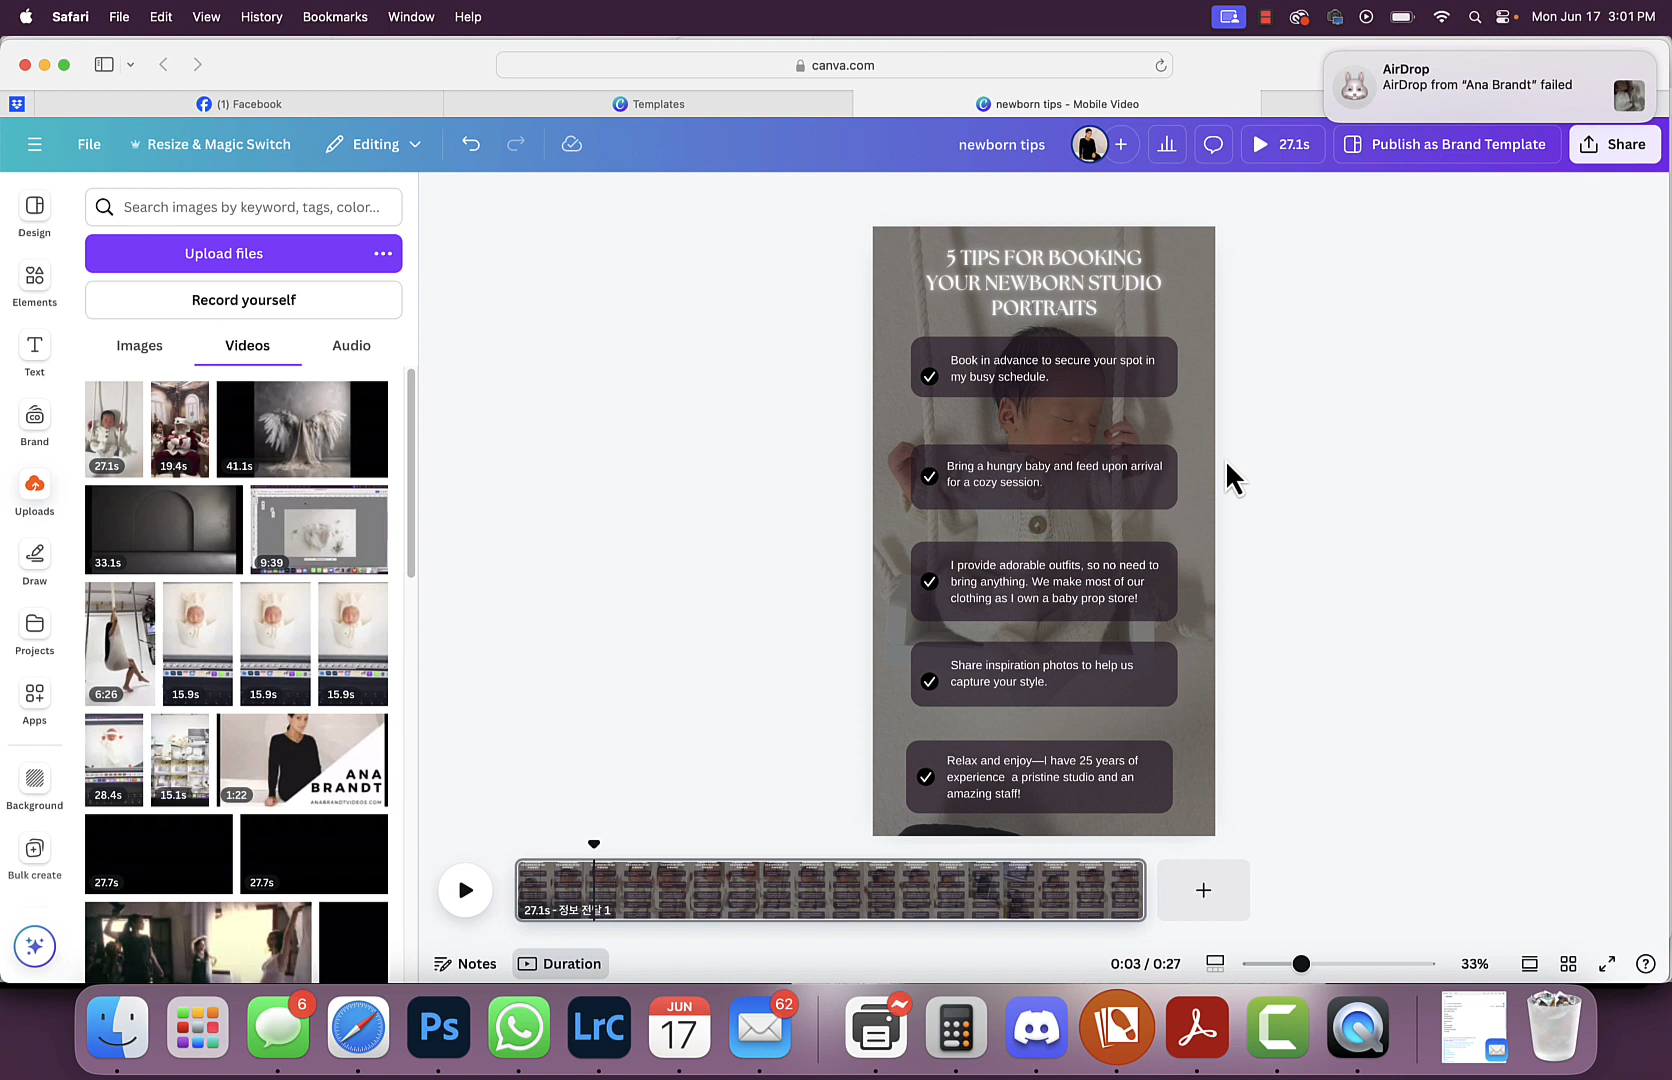 Safari File Edit View History Bookmarks Window Help
Mon Jun 17 3:01 PM
canva.com
AirDrop
AirDrop from “Ana Brandt” failed
(1) Facebook
Templates
newborn tips - Mobile Video
File
Resize & Magic Switch
Editing
newborn tips
27.1s
Publish as Brand Template
Share
Design
Elements
Text
Brand
Uploads
Draw
Projects
Apps
Background
Bulk create
Search images by keyword, tags, color...
Upload files
Record yourself
Images Videos Audio
27.1s
19.4s
41.1s
33.1s
9:39
6:26
15.9s
15.9s
15.9s
28.4s
15.1s
1:22
ANA
BRANDT
ANABRANDTVIDEOS.COM
27.7s
27.7s
5 TIPS FOR BOOKING
YOUR NEWBORN STUDIO
PORTRAITS
Book in advance to secure your spot in
my busy schedule.
Bring a hungry baby and feed upon arrival
for a cozy session.
I provide adorable outfits, so no need to
bring anything. We make most of our
clothing as I own a baby prop store!
Share inspiration photos to help us
capture your style.
Relax and enjoy—I have 25 years of
experience a pristine studio and an
amazing staff!
27.1s - 정보 전달 1
Notes
Duration
0:03 / 0:27
33%
6
Ps
LrC
JUN
17
62